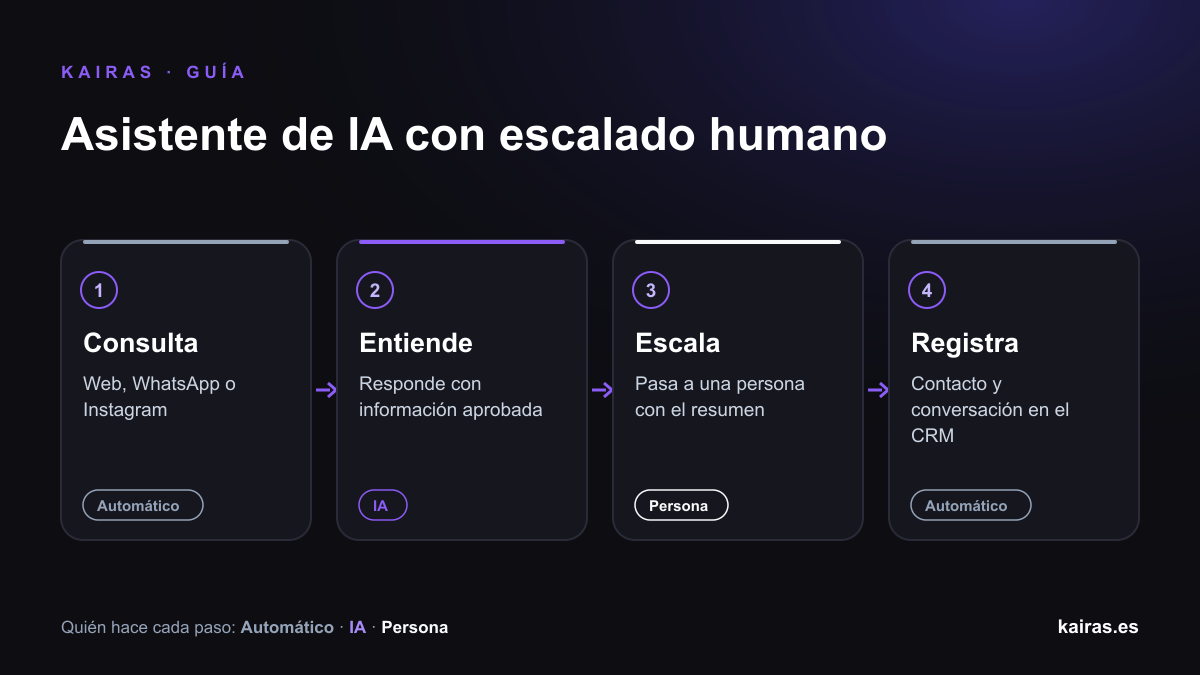 KAIRAS · GUÍA
Asistente de IA con escalado humano
1
Consulta
Web, WhatsApp o
Instagram
Automático
2
Entiende
Responde con
información aprobada
IA
3
Escala
Pasa a una persona
con el resumen
Persona
4
Registra
Contacto y
conversación en el
CRM
Automático
Quién hace cada paso: Automático · IA · Persona
kairas.es